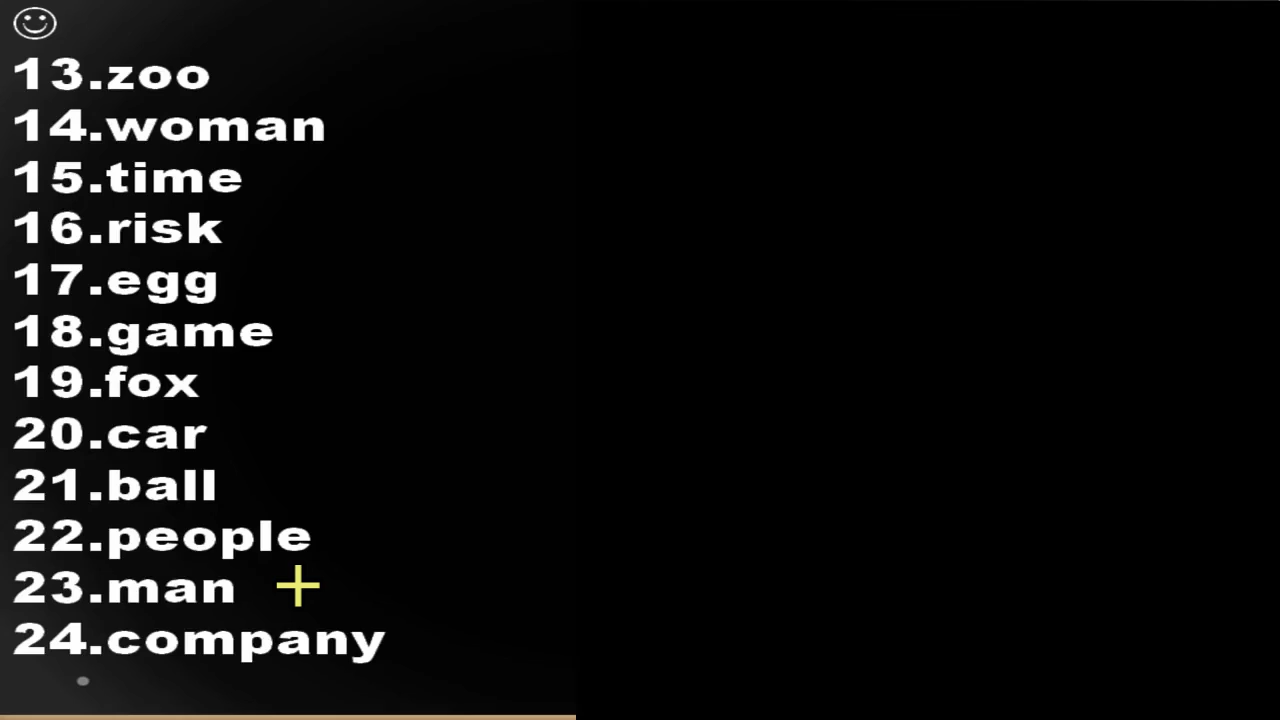 13.zoo
14.woman
15.time
16.risk
17.egg
18.game
19.fox
20.car
21.ball
22.people
23.man +
24.company